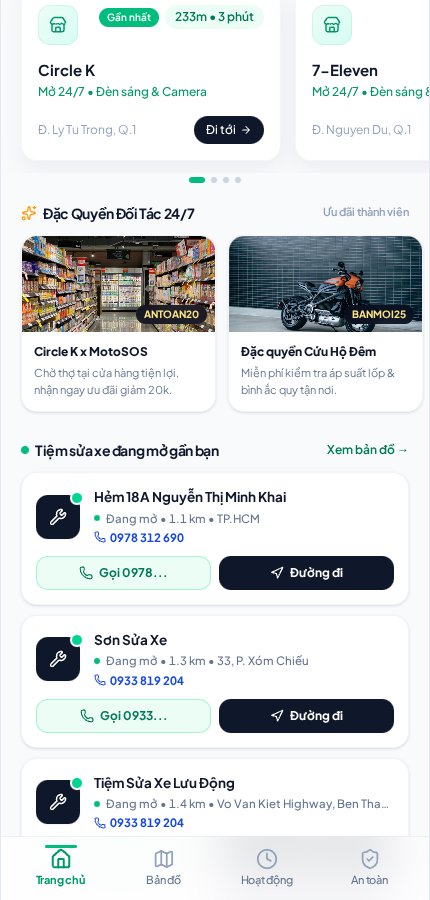 Gần nhất
233m • 3 phút
Circle K
Mở 24/7 • Đèn sáng & Camera
Đ. Ly Tu Trong, Q.1
Đi tới →
7-Eleven
Mở 24/7 • Đèn sáng &
Đ. Nguyen Du, Q.1
Đặc Quyền Đối Tác 24/7
Ưu đãi thành viên
ANTOAN20
Circle K x MotoSOS
Chờ thợ tại cửa hàng tiện lợi,
nhận ngay ưu đãi giảm 20k.
BANMOI25
Đặc quyền Cứu Hộ Đêm
Miễn phí kiểm tra áp suất lốp &
bình ắc quy tận nơi.
Tiệm sửa xe đang mở gần bạn
Xem bản đồ →
Hẻm 18A Nguyễn Thị Minh Khai
Đang mở • 1.1 km • TP.HCM
0978 312 690
Gọi 0978...
Đường đi
Sơn Sửa Xe
Đang mở • 1.3 km • 33, P. Xóm Chiếu
0933 819 204
Gọi 0933...
Đường đi
Tiệm Sửa Xe Lưu Động
Đang mở • 1.4 km • Vo Van Kiet Highway, Ben Tha...
0933 819 204
Trang chủ
Bản đồ
Hoạt động
An toàn